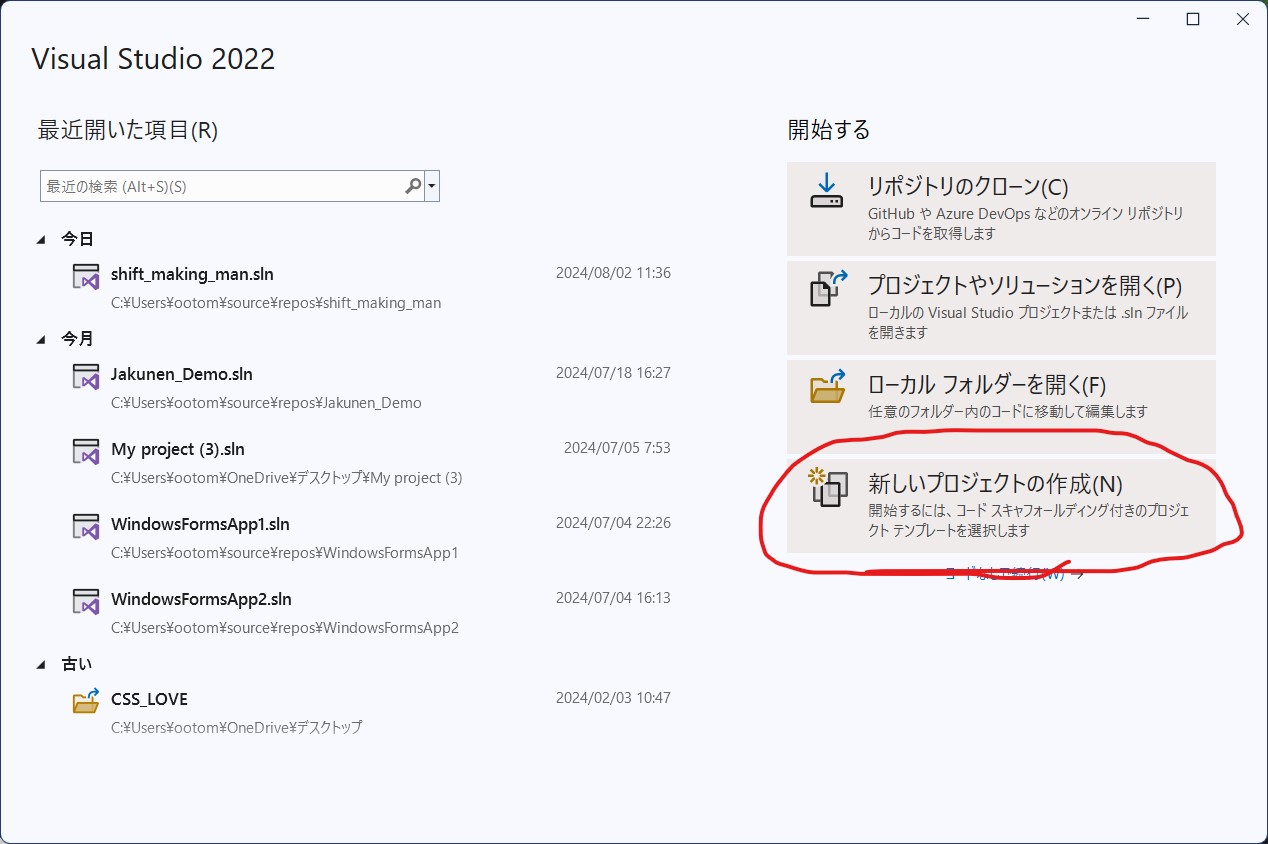 Visual Studio 2022
最近開いた項目(R)
最近の検索 (Alt+S)(S)
今日
shift_making_man.sln
2024/08/02 11:36
C:¥Users¥ootom¥source¥repos¥shift_making_man
今月
Jakunen_Demo.sln
2024/07/18 16:27
C:¥Users¥ootom¥source¥repos¥Jakunen_Demo
My project (3).sln
2024/07/05 7:53
C:¥Users¥ootom¥OneDrive¥デスクトップ¥My project (3)
WindowsFormsApp1.sln
2024/07/04 22:26
C:¥Users¥ootom¥source¥repos¥WindowsFormsApp1
WindowsFormsApp2.sln
2024/07/04 16:13
C:¥Users¥ootom¥source¥repos¥WindowsFormsApp2
古い
CSS_LOVE
2024/02/03 10:47
C:¥Users¥ootom¥OneDrive¥デスクトップ
開始する
リポジトリのクローン(C)
GitHub や Azure DevOps などのオンライン リポジトリ
からコードを取得します
プロジェクトやソリューションを開く(P)
ローカルの Visual Studio プロジェクトまたは .sln ファイル
を開きます
ローカル フォルダーを開く(F)
任意のフォルダー内のコードに移動して編集します
新しいプロジェクトの作成(N)
開始するには、コード スキャフォールディング付きのプロジェ
クト テンプレートを選択します
コードなしで続行(W) →